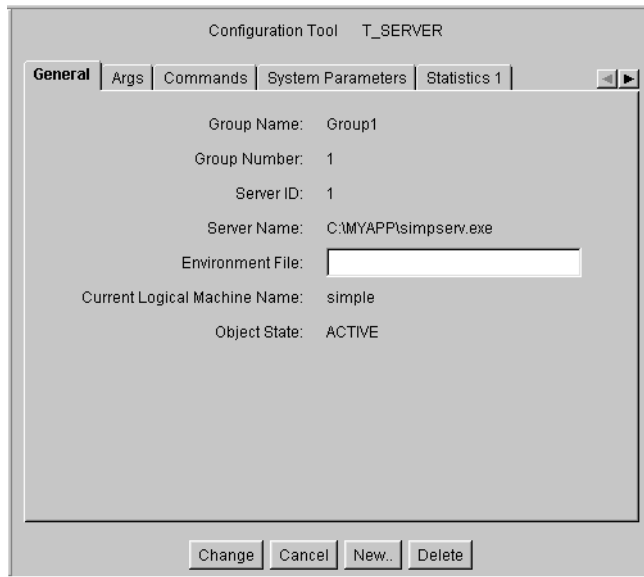 Configuration Tool T_SERVER
General Args Commands System Parameters Statistics 1
Group Name: Group1
Group Number: 1
Server ID: 1
Server Name: C:\MYAPP\simpserv.exe
Environment File:
Current Logical Machine Name: simple
Object State: ACTIVE
Change Cancel New.. Delete